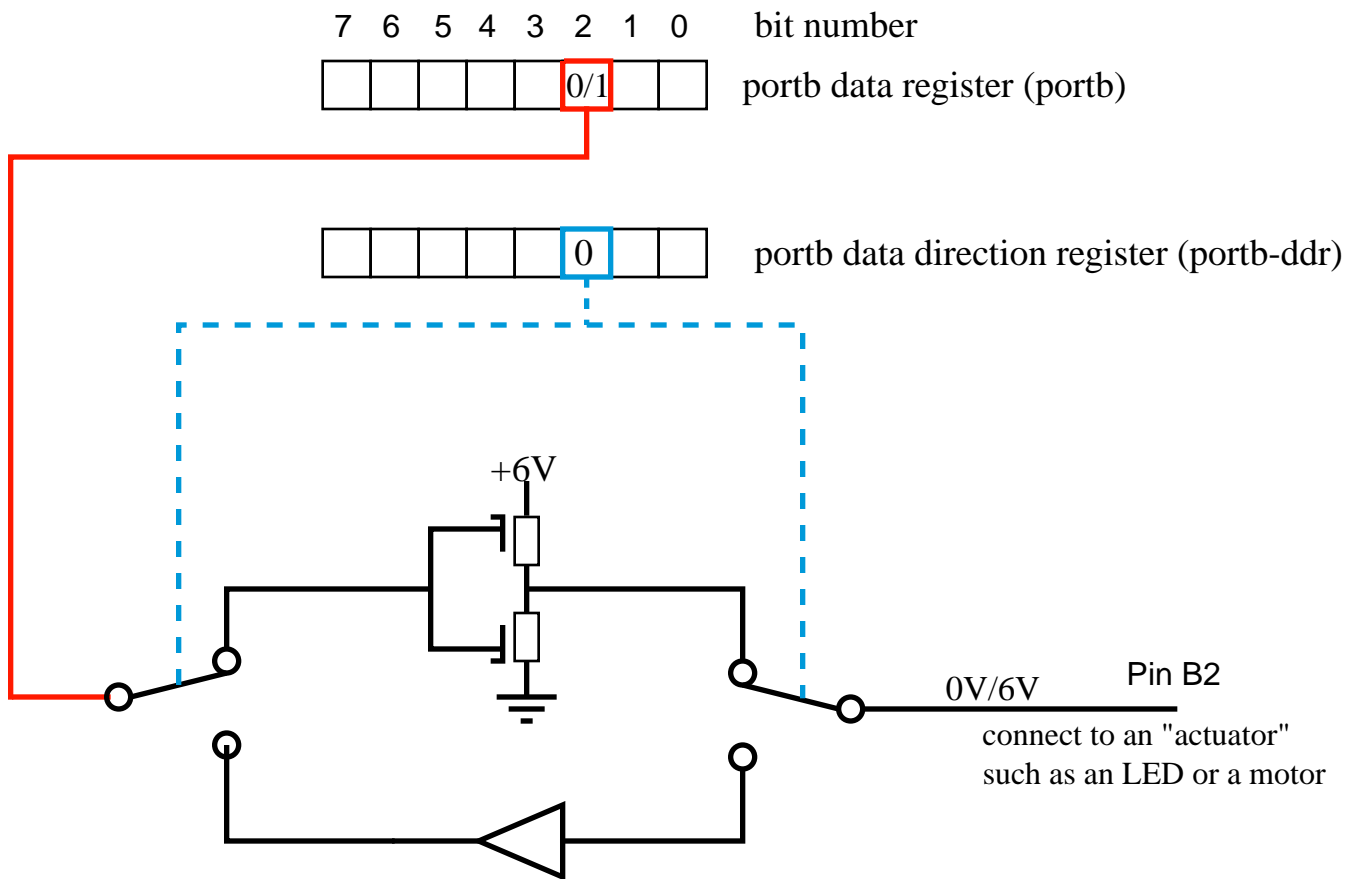 7 6 5 4 3 2 1 0 bit number
0/1 portb data register (portb)
0 portb data direction register (portb-ddr)
+6V
0V/6V Pin B2
connect to an "actuator"
such as an LED or a motor